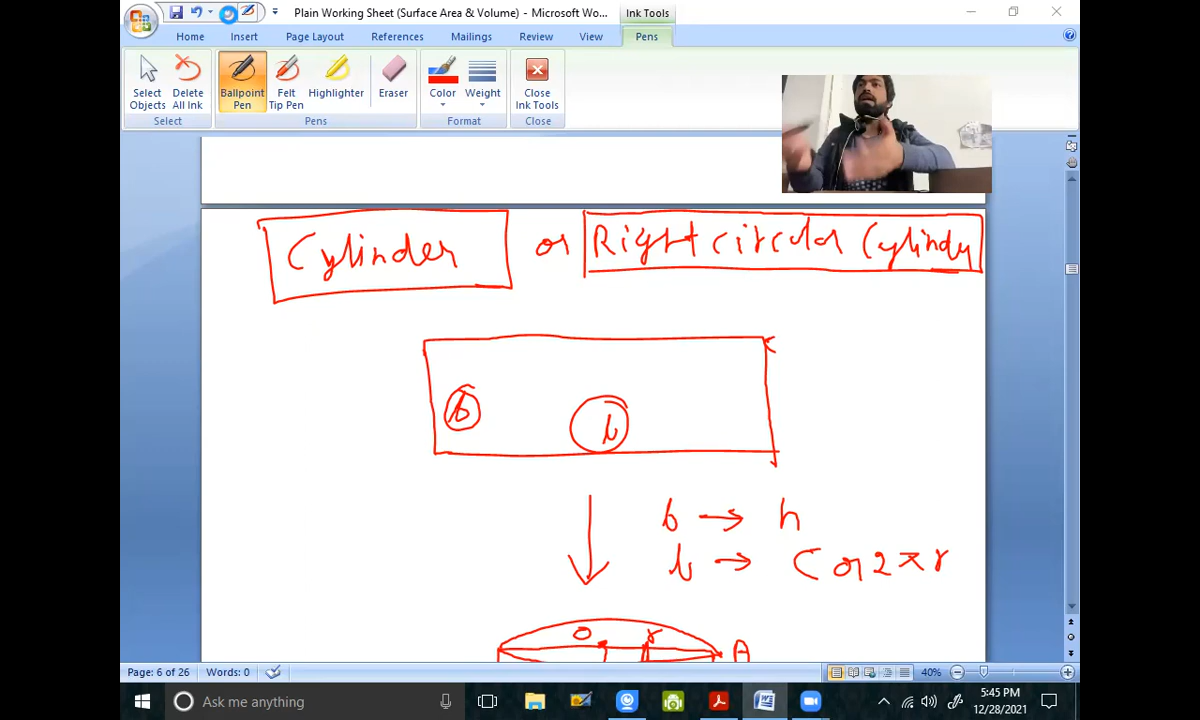 Plain Working Sheet (Surface Area & Volume) - Microsoft Wo...
Ink Tools
Home Insert Page Layout References Mailings Review View Pens
Select Objects
Delete All Ink
Ballpoint Pen
Felt Tip Pen
Highlighter
Eraser
Color
Weight
Close Ink Tools
Select Pens Format Close
Cylinder or Right circular Cylinder
b
l
b → h
l → C or 2πr
O r A
Page: 6 of 26 Words: 0 40%
Ask me anything
5:45 PM
12/28/2021